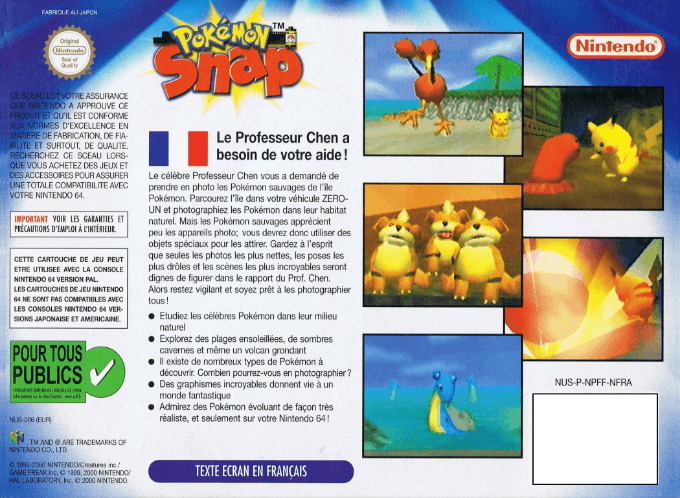 FABRIQUE AU JAPON
Original
Nintendo
Seal of
Quality
CE SCEAU EST VOTRE ASSURANCE
QUE NINTENDO A APPROUVE CE
PRODUIT ET QU'IL EST CONFORME
AUX NORMES D'EXCELLENCE EN
MATIERE DE FABRICATION, DE FIA-
BILITE ET SURTOUT, DE QUALITE.
RECHERCHEZ CE SCEAU LORS-
QUE VOUS ACHETEZ DES JEUX ET
DES ACCESSOIRES POUR ASSURER
UNE TOTALE COMPATIBILITE AVEC
VOTRE NINTENDO 64.
IMPORTANT VOIR LES GARANTIES ET
PRÉCAUTIONS D'EMPLOI À L'INTÉRIEUR.
CETTE CARTOUCHE DE JEU PEUT
ETRE UTILISEE AVEC LA CONSOLE
NINTENDO 64 VERSION PAL.
LES CARTOUCHES DE JEU NINTENDO
64 NE SONT PAS COMPATIBLES AVEC
LES CONSOLES NINTENDO 64 VER-
SIONS JAPONAISE ET AMERICAINE.
POUR TOUS
PUBLICS
NUS-006 (EUR)
TM AND ® ARE TRADEMARKS OF
NINTENDO CO., LTD.
© 1995-2000 NINTENDO/Creatures inc./
GAME FREAK inc. © 1999, 2000 NINTENDO/
HAL LABORATORY, Inc. © 2000 NINTENDO.
POKéMON TM
Snap
Le Professeur Chen a
besoin de votre aide!
Le célèbre Professeur Chen vous a demandé de
prendre en photo les Pokémon sauvages de l'île
Pokémon. Parcourez l'île dans votre véhicule ZERO-
UN et photographiez les Pokémon dans leur habitat
naturel. Mais les Pokémon sauvages apprécient
peu les appareils photo; vous devrez donc utiliser des
objets spéciaux pour les attirer. Gardez à l'esprit
que seules les photos les plus nettes, les poses les
plus drôles et les scènes les plus incroyables seront
dignes de figurer dans le rapport du Prof. Chen.
Alors restez vigilant et soyez prêt à les photographier
tous!
● Etudiez les célèbres Pokémon dans leur milieu
naturel
● Explorez des plages ensoleillées, de sombres
cavernes et même un volcan grondant
● Il existe de nombreux types de Pokémon à
découvrir. Combien pourrez-vous en photographier?
● Des graphismes incroyables donnent vie à un
monde fantastique
● Admirez des Pokémon évoluant de façon très
réaliste, et seulement sur votre Nintendo 64!
TEXTE ECRAN EN FRANÇAIS
Nintendo®
NUS-P-NPFF-NFRA